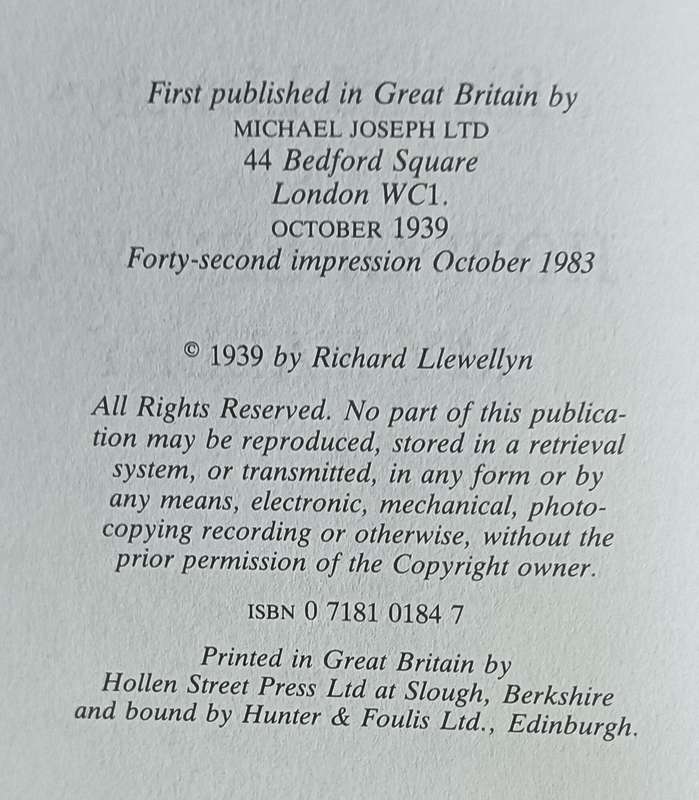 First published in Great Britain by
MICHAEL JOSEPH LTD
44 Bedford Square
London WC1.
OCTOBER 1939
Forty-second impression October 1983
© 1939 by Richard Llewellyn
All Rights Reserved. No part of this publica-
tion may be reproduced, stored in a retrieval
system, or transmitted, in any form or by
any means, electronic, mechanical, photo-
copying recording or otherwise, without the
prior permission of the Copyright owner.
ISBN 0 7181 0184 7
Printed in Great Britain by
Hollen Street Press Ltd at Slough, Berkshire
and bound by Hunter & Foulis Ltd., Edinburgh.